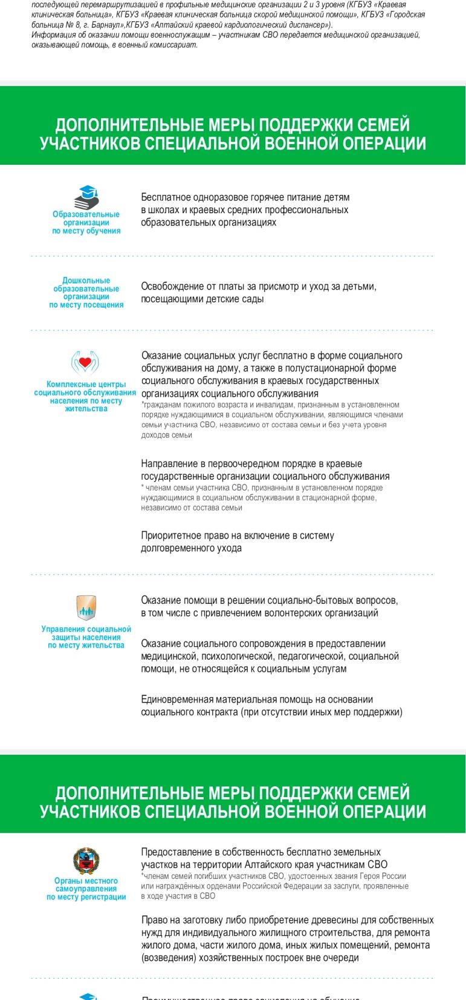 последующей перемаршрутизацией в профильные медицинские организации 2 и 3 уровня (КГБУЗ «Краевая
клиническая больница», КГБУЗ «Краевая клиническая больница скорой медицинской помощи», КГБУЗ «Городская
больница № 8, г. Барнаул»,КГБУЗ «Алтайский краевой кардиологический диспансер»).
Информация об оказании помощи военнослужащим – участникам СВО передается медицинской организацией,
оказывающей помощь, в военный комиссариат.
ДОПОЛНИТЕЛЬНЫЕ МЕРЫ ПОДДЕРЖКИ СЕМЕЙ
УЧАСТНИКОВ СПЕЦИАЛЬНОЙ ВОЕННОЙ ОПЕРАЦИИ
Образовательные
организации
по месту обучения
Бесплатное одноразовое горячее питание детям
в школах и краевых средних профессиональных
образовательных организациях
Дошкольные
образовательные
организации
по месту посещения
Освобождение от платы за присмотр и уход за детьми,
посещающими детские сады
Комплексные центры
социального обслуживания
населения по месту
жительства
Оказание социальных услуг бесплатно в форме социального
обслуживания на дому, а также в полустационарной форме
социального обслуживания в краевых государственных
организациях социального обслуживания
*гражданам пожилого возраста и инвалидам, признанным в установленном
порядке нуждающимися в социальном обслуживании, являющимся членами
семьи участника СВО, независимо от состава семьи и без учета уровня
доходов семьи
Направление в первоочередном порядке в краевые
государственные организации социального обслуживания
* членам семьи участника СВО, признанным в установленном порядке
нуждающимися в социальном обслуживании в стационарной форме,
независимо от состава семьи
Приоритетное право на включение в систему
долговременного ухода
Управления социальной
защиты населения
по месту жительства
Оказание помощи в решении социально-бытовых вопросов,
в том числе с привлечением волонтерских организаций
Оказание социального сопровождения в предоставлении
медицинской, психологической, педагогической, социальной
помощи, не относящейся к социальным услугам
Единовременная материальная помощь на основании
социального контракта (при отсутствии иных мер поддержки)
ДОПОЛНИТЕЛЬНЫЕ МЕРЫ ПОДДЕРЖКИ СЕМЕЙ
УЧАСТНИКОВ СПЕЦИАЛЬНОЙ ВОЕННОЙ ОПЕРАЦИИ
Органы местного
самоуправления
по месту регистрации
Предоставление в собственность бесплатно земельных
участков на территории Алтайского края участникам СВО
*членам семей погибших участников СВО, удостоенных звания Героя России
или награждённых орденами Российской Федерации за заслуги, проявленные
в ходе участия в СВО
Право на заготовку либо приобретение древесины для собственных
нужд для индивидуального жилищного строительства, для ремонта
жилого дома, части жилого дома, иных жилых помещений, ремонта
(возведения) хозяйственных построек вне очереди